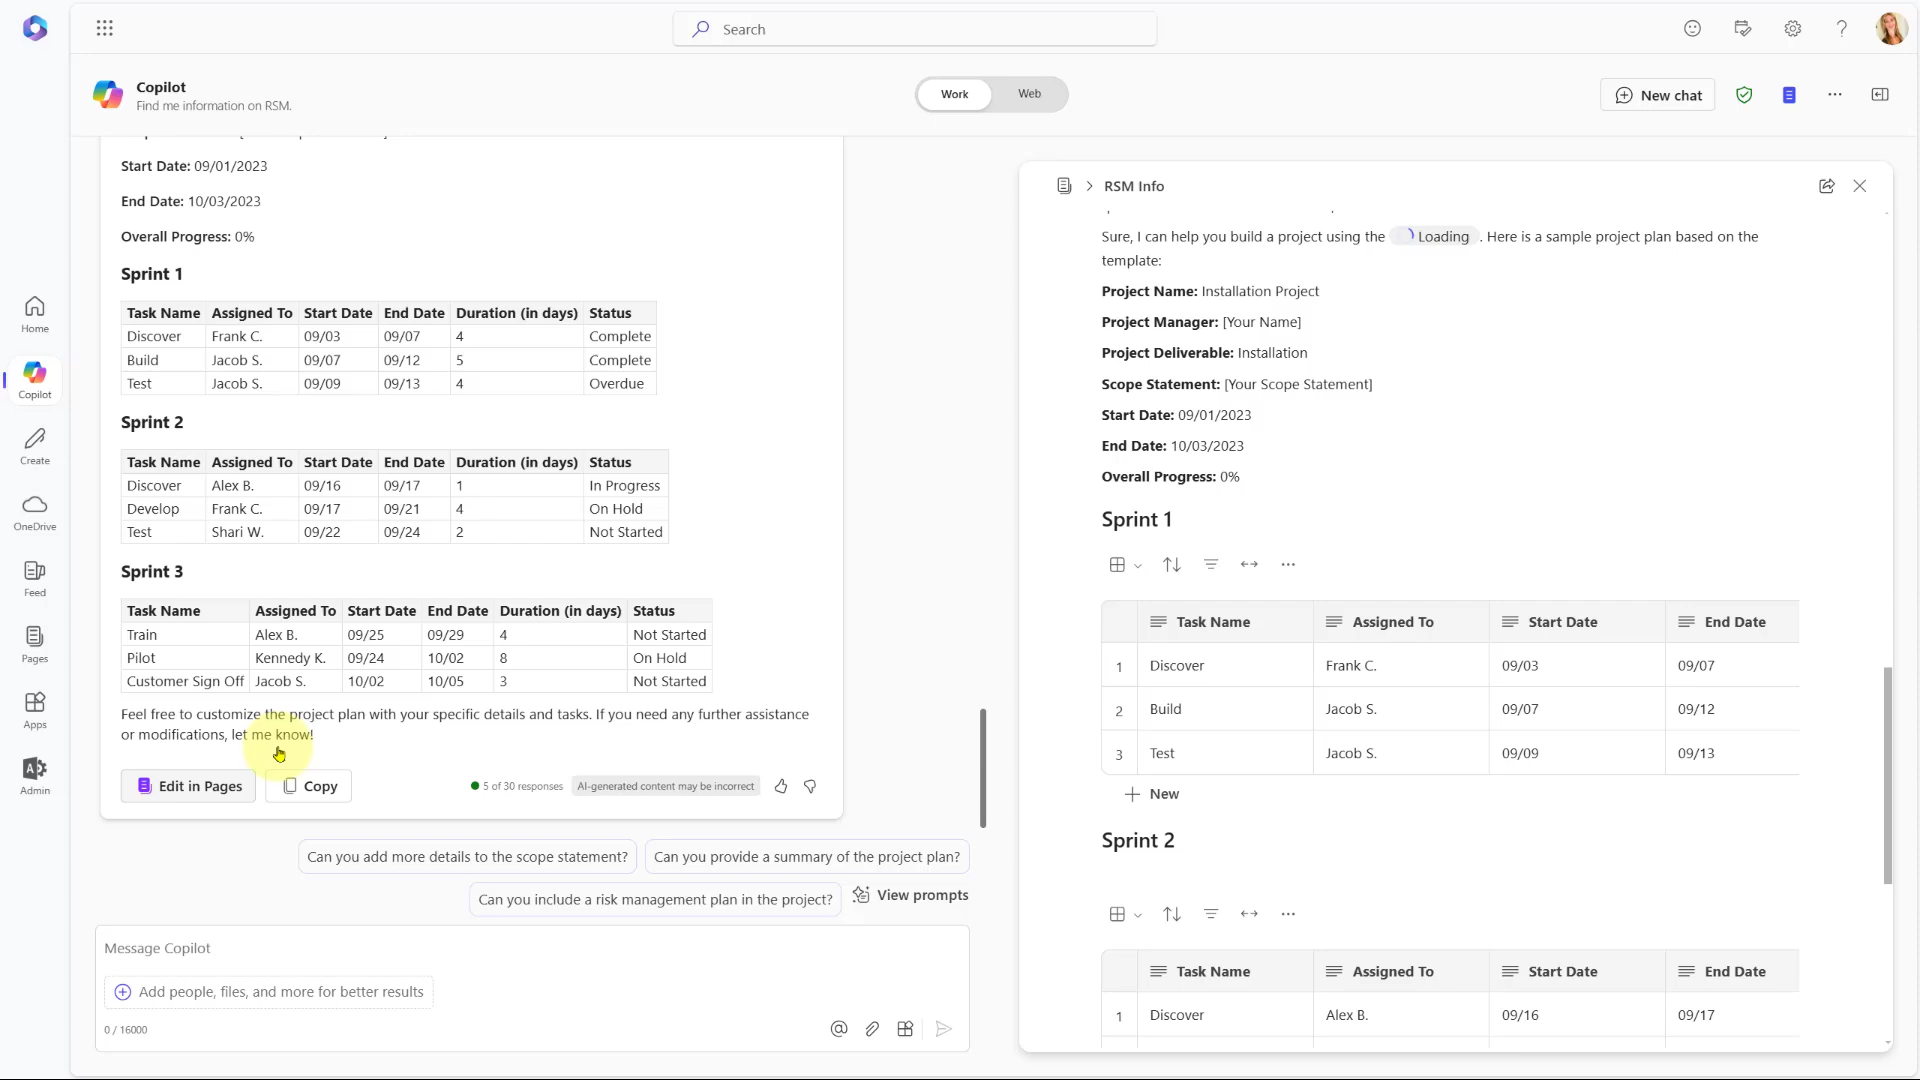 Search
Copilot
Find me information on RSM.
Work
Web
New chat
Home
Copilot
Create
OneDrive
Feed
Pages
Apps
Admin
Start Date: 09/01/2023
End Date: 10/03/2023
Overall Progress: 0%
Sprint 1
Task Name Assigned To Start Date End Date Duration (in days) Status
Discover Frank C. 09/03 09/07 4 Complete
Build Jacob S. 09/07 09/12 5 Complete
Test Jacob S. 09/09 09/13 4 Overdue
Sprint 2
Task Name Assigned To Start Date End Date Duration (in days) Status
Discover Alex B. 09/16 09/17 1 In Progress
Develop Frank C. 09/17 09/21 4 On Hold
Test Shari W. 09/22 09/24 2 Not Started
Sprint 3
Task Name Assigned To Start Date End Date Duration (in days) Status
Train Alex B. 09/25 09/29 4 Not Started
Pilot Kennedy K. 09/24 10/02 8 On Hold
Customer Sign Off Jacob S. 10/02 10/05 3 Not Started
Feel free to customize the project plan with your specific details and tasks. If you need any further assistance
or modifications, let me know!
Edit in Pages
Copy
5 of 30 responses
AI-generated content may be incorrect
Can you add more details to the scope statement?
Can you provide a summary of the project plan?
Can you include a risk management plan in the project?
View prompts
Message Copilot
Add people, files, and more for better results
0 / 16000
RSM Info
Sure, I can help you build a project using the Loading . Here is a sample project plan based on the
template:
Project Name: Installation Project
Project Manager: [Your Name]
Project Deliverable: Installation
Scope Statement: [Your Scope Statement]
Start Date: 09/01/2023
End Date: 10/03/2023
Overall Progress: 0%
Sprint 1
Task Name Assigned To Start Date End Date
1 Discover Frank C. 09/03 09/07
2 Build Jacob S. 09/07 09/12
3 Test Jacob S. 09/09 09/13
New
Sprint 2
Task Name Assigned To Start Date End Date
1 Discover Alex B. 09/16 09/17